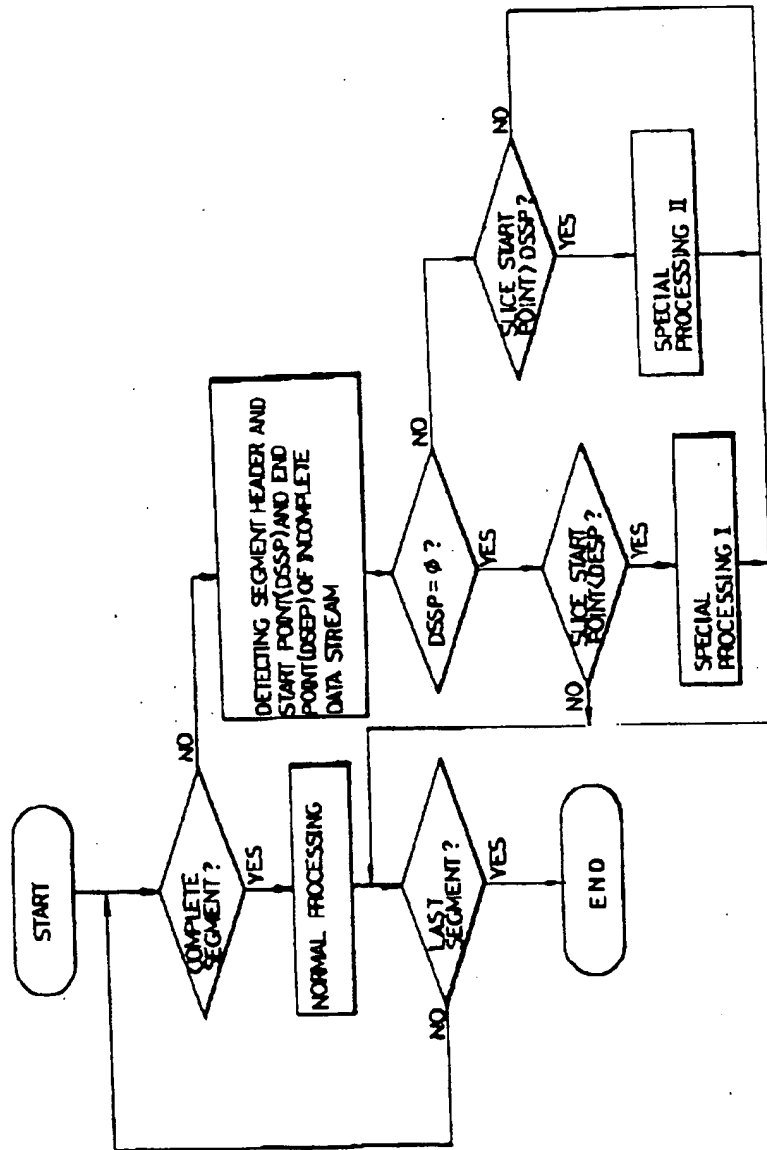 START
COMPLETE
SEGMENT?
NO
YES
NORMAL PROCESSING
LAST
SEGMENT?
NO
YES
END
DETECTING SEGMENT HEADER AND
START POINT(DSSP) AND END
POINT(DSEP) OF INCOMPLETE
DATA STREAM
DSSP=ϕ?
NO
YES
SLICE START
POINT<DESP?
NO
YES
SPECIAL
PROCESSING I
SLICE START
POINT) DSSP?
NO
YES
SPECIAL
PROCESSING II